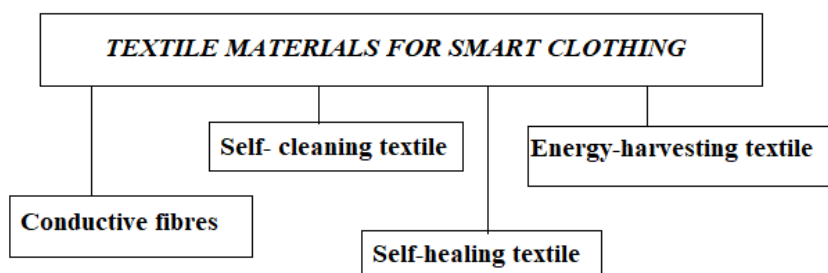 TEXTILE MATERIALS FOR SMART CLOTHING
Self- cleaning textile
Energy-harvesting textile
Conductive fibres
Self-healing textile